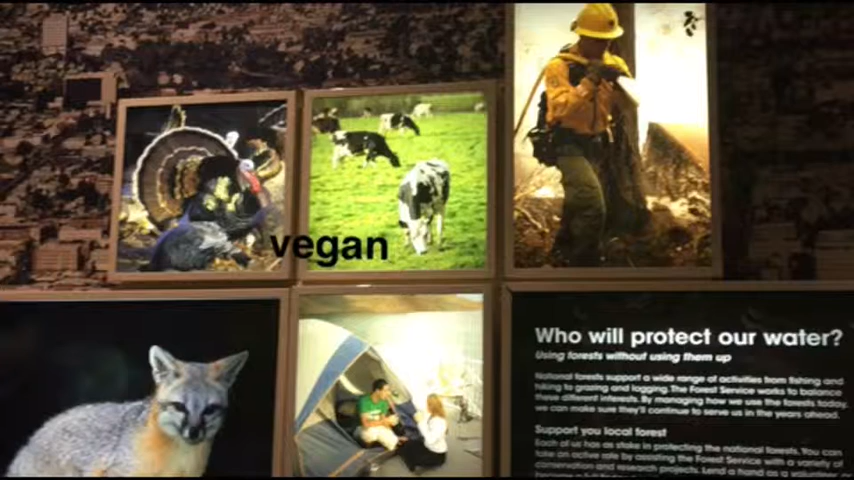 vegan
Who will protect our water?
Using forests without using them up
National forests support a wide range of activities from fishing and
hiking to grazing and logging. The Forest Service works to balance
these different interests. By managing how we use the forests today,
we can make sure they'll continue to serve us in the years ahead.
Support you local forest
Each of us has as stake in protecting the national forests. You can
take an active role by assisting the Forest Service with a variety of
conservation and research projects. Lend a hand as a volunteer or